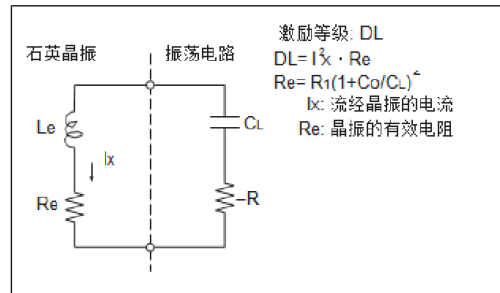 石英晶振
振荡电路
激励等级: DL
DL= I²x · Re
Re= R1(1+Co/CL)²
Ix: 流经晶振的电流
Re: 晶振的有效电阻
Le
Ix
Re
CL
-R